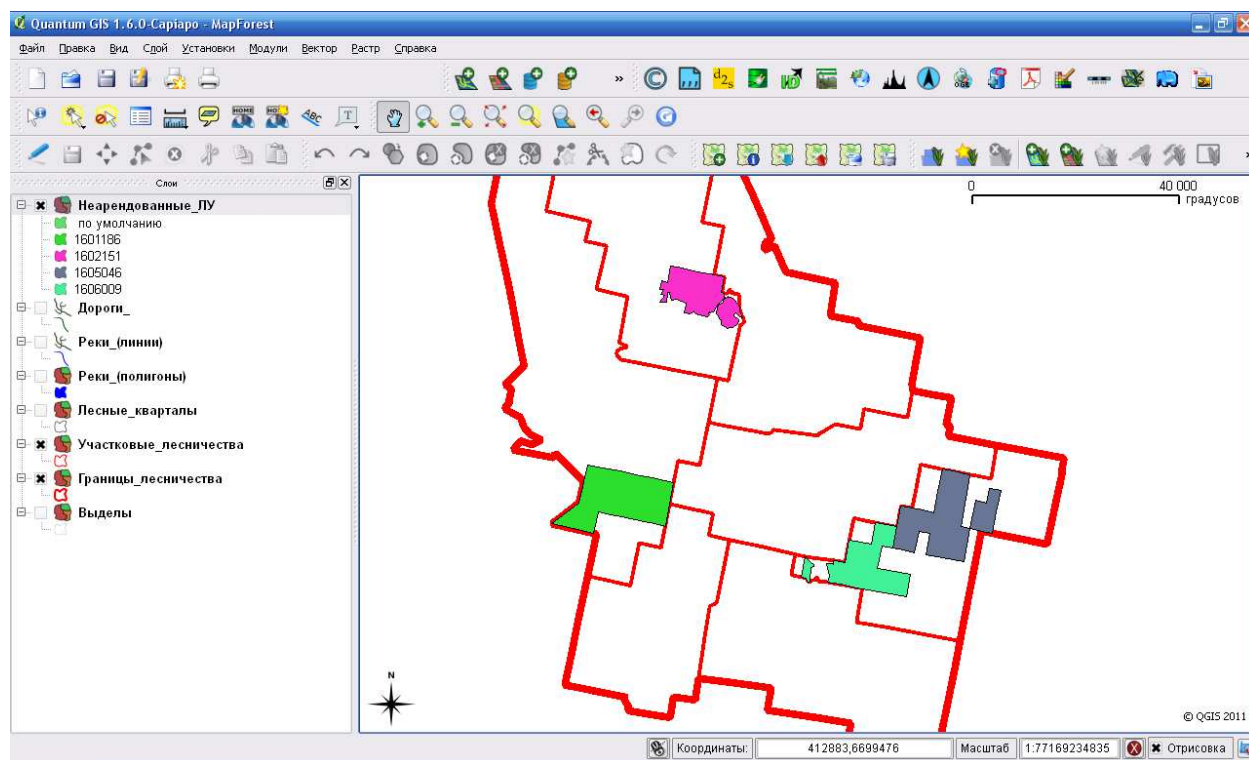 Quantum GIS 1.6.0-Capiapo - MapForest
Файл Правка Вид Слой Установки Модули Вектор Растр Справка
Слои
Неарендованные_ЛУ
по умолчанию
1601186
1602151
1605046
1606009
Дороги_
Реки_(линии)
Реки_(полигоны)
Лесные_кварталы
Участковые_лесничества
Границы_лесничества
Выделы
0 40 000
градусов
N
© QGIS 2011
Координаты: 412883,6699476 Масштаб 1:77169234835 Отрисовка